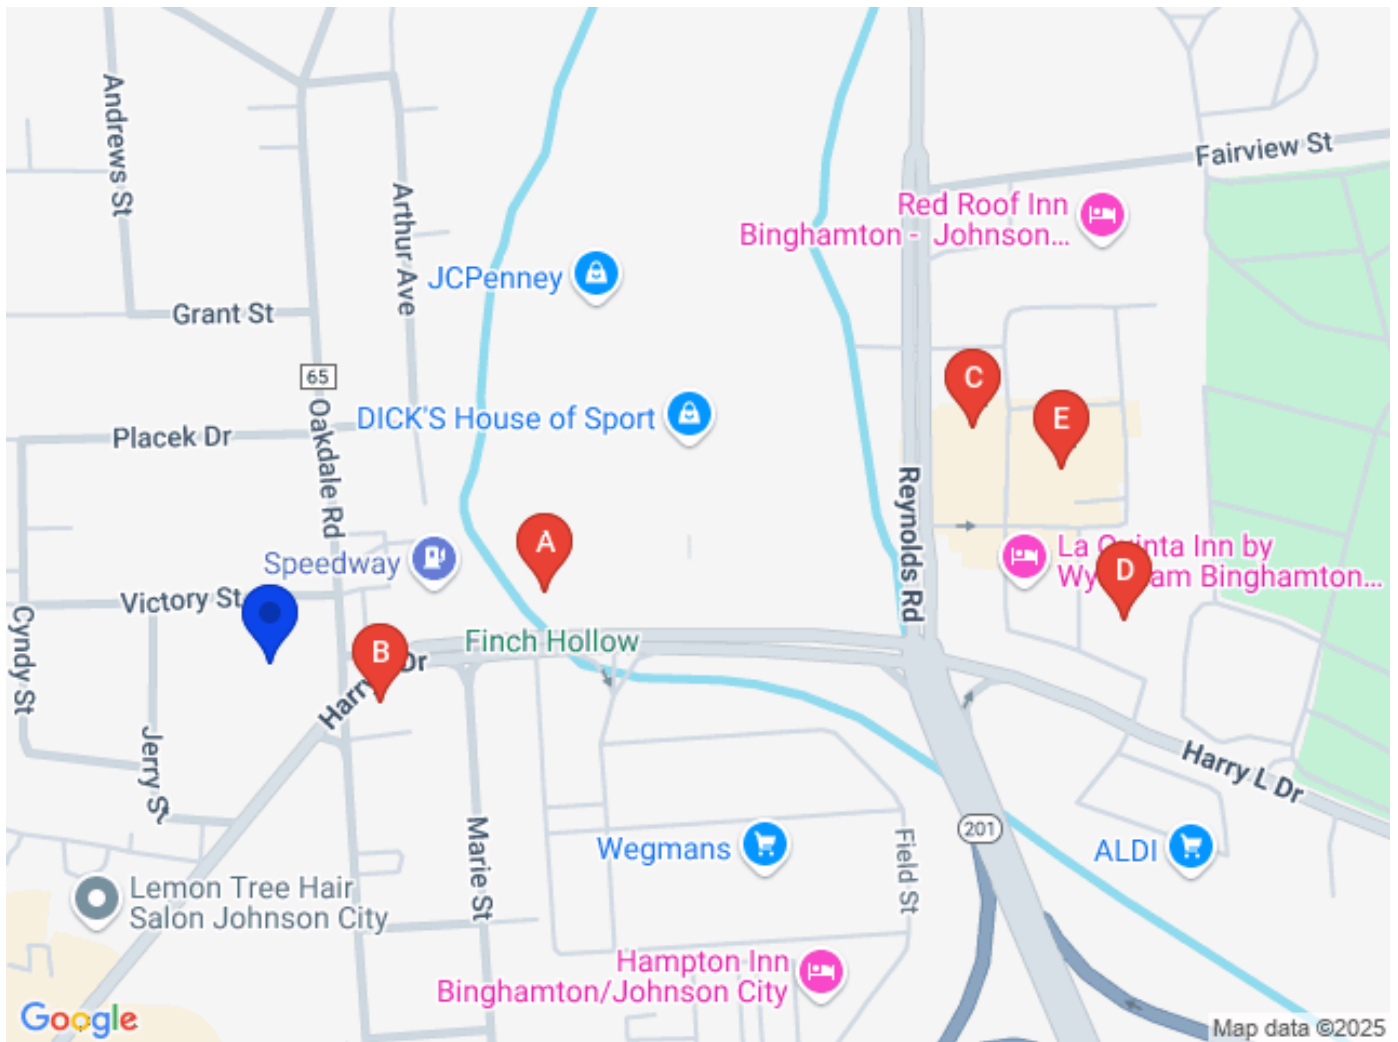 Andrews St
Fairview St
Arthur Ave
Red Roof Inn
Binghamton - Johnson...
JCPenney
Grant St
65
C
DICK'S House of Sport
E
Placek Dr
Oakdale Rd
Reynolds Rd
A
Speedway
La Quinta Inn by
Wyndham Binghamton...
D
Victory St
Cyndy St
Finch Hollow
B
Harry L Dr
Jerry St
Harry L Dr
Marie St
201
Field St
Wegmans
ALDI
Lemon Tree Hair
Salon Johnson City
Hampton Inn
Binghamton/Johnson City
Google
Map data ©2025